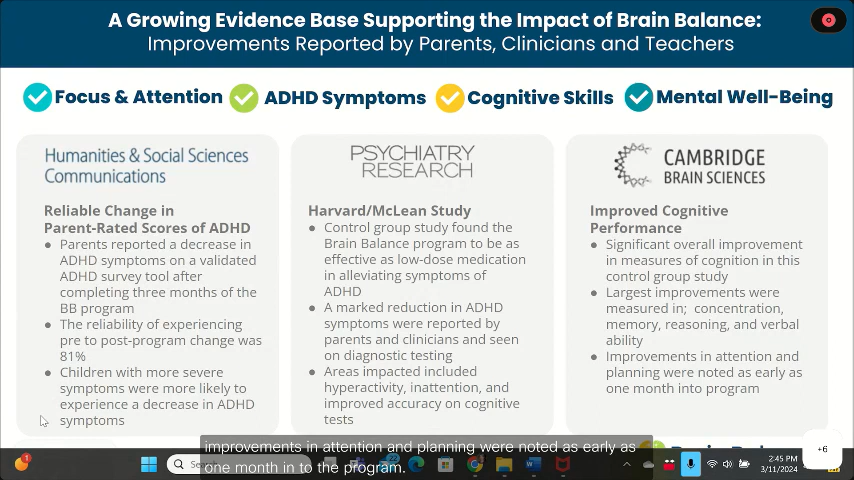 A Growing Evidence Base Supporting the Impact of Brain Balance:
Improvements Reported by Parents, Clinicians and Teachers
Focus & Attention
ADHD Symptoms
Cognitive Skills
Mental Well-Being
Humanities & Social Sciences
Communications
Reliable Change in
Parent-Rated Scores of ADHD
● Parents reported a decrease in
ADHD symptoms on a validated
ADHD survey tool after
completing three months of the
BB program
● The reliability of experiencing
pre to post-program change was
81%
● Children with more severe
symptoms were more likely to
experience a decrease in ADHD
symptoms
PSYCHIATRY
RESEARCH
Harvard/McLean Study
● Control group study found the
Brain Balance program to be as
effective as low-dose medication
in alleviating symptoms of
ADHD
● A marked reduction in ADHD
symptoms were reported by
parents and clinicians and seen
on diagnostic testing
● Areas impacted included
hyperactivity, inattention, and
improved accuracy on cognitive
tests
CAMBRIDGE
BRAIN SCIENCES
Improved Cognitive
Performance
● Significant overall improvement
in measures of cognition in this
control group study
● Largest improvements were
measured in; concentration,
memory, reasoning, and verbal
ability
● Improvements in attention and
planning were noted as early as
one month into program
improvements in attention and planning were noted as early as
one month in to the program.
1
2:45 PM
3/11/2024
+6